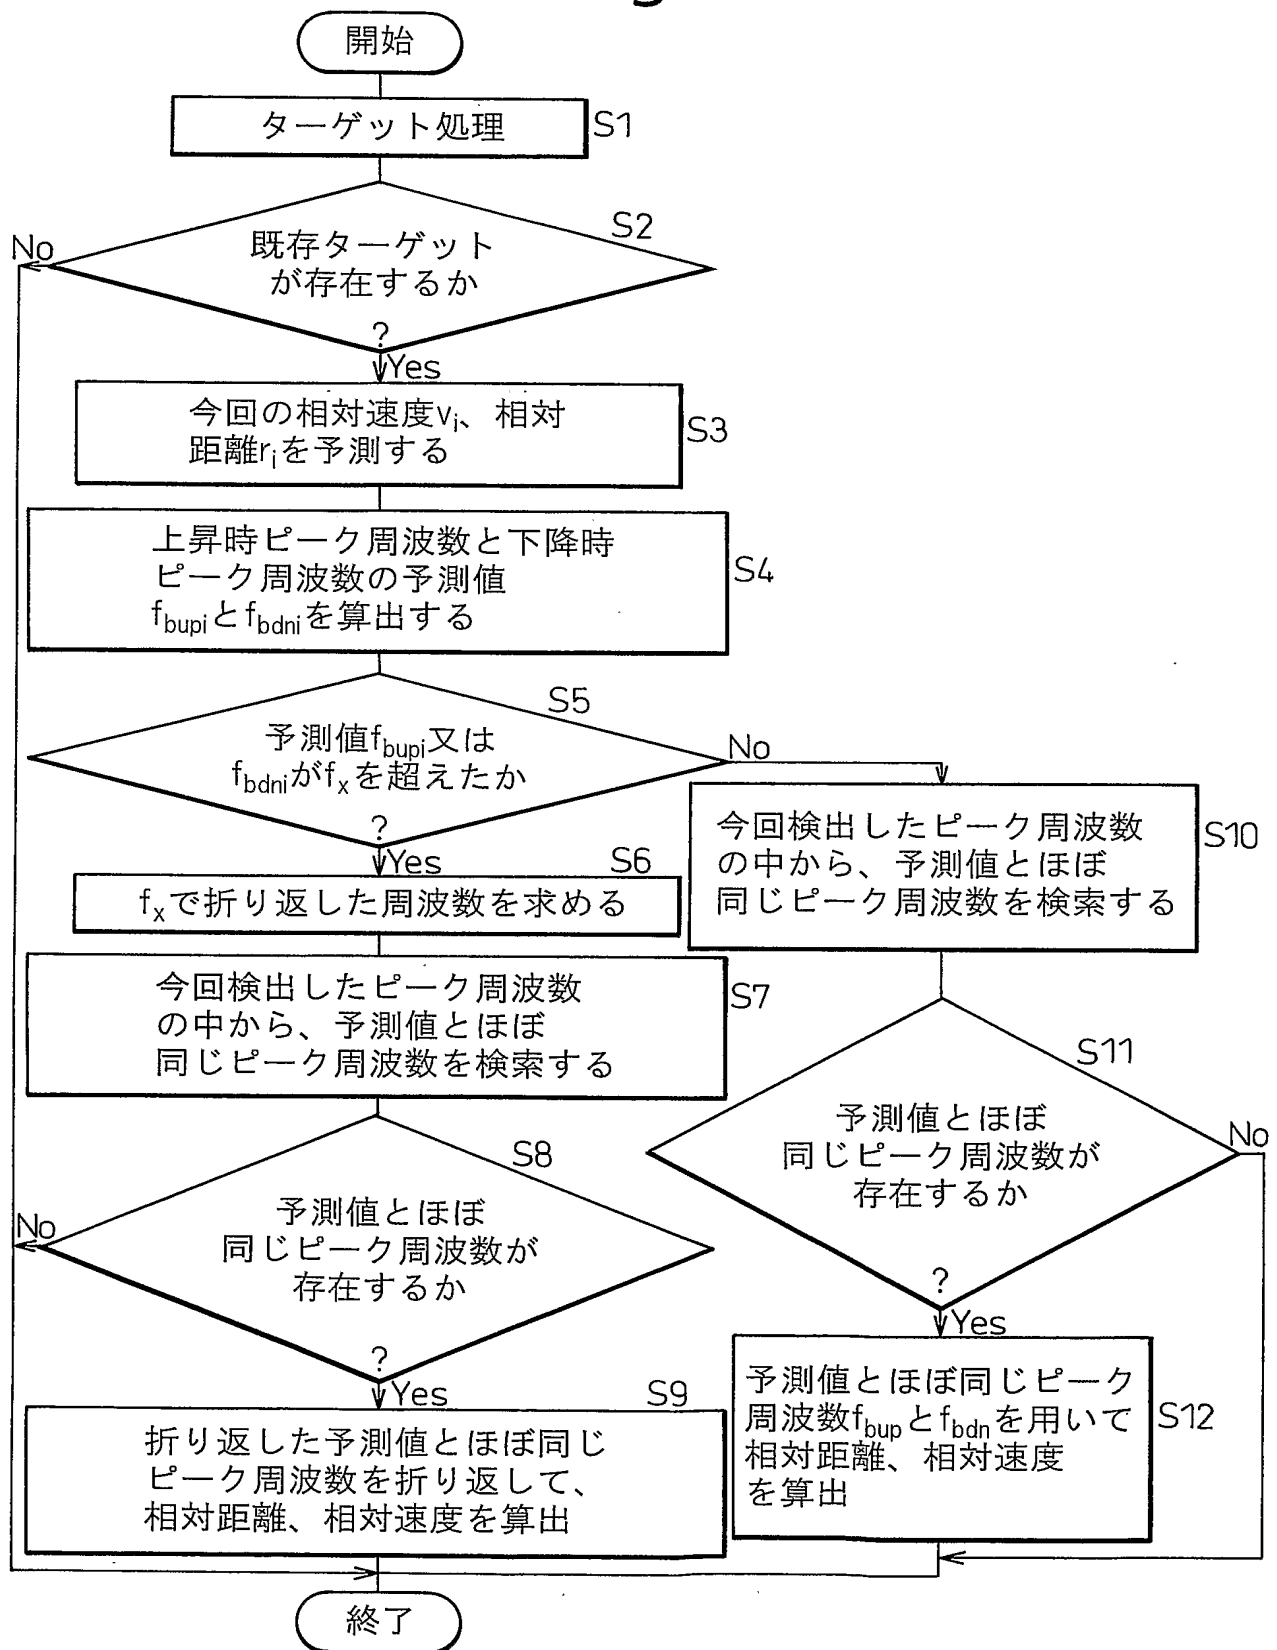 開始
ターゲット処理
S1
S2
No
既存ターゲット
が存在するか
?
Yes
今回の相対速度vi、相対
距離riを予測する
S3
上昇時ピーク周波数と下降時
ピーク周波数の予測値
fbupiとfbdniを算出する
S4
S5
予測値fbupi又は
fbdniがfxを超えたか
?
No
Yes
S6
fxで折り返した周波数を求める
今回検出したピーク周波数
の中から、予測値とほぼ
同じピーク周波数を検索する
S7
S8
予測値とほぼ
同じピーク周波数が
存在するか
?
No
Yes
S9
折り返した予測値とほぼ同じ
ピーク周波数を折り返して、
相対距離、相対速度を算出
今回検出したピーク周波数
の中から、予測値とほぼ
同じピーク周波数を検索する
S10
S11
予測値とほぼ
同じピーク周波数が
存在するか
?
No
Yes
予測値とほぼ同じピーク
周波数fbupとfbdnを用いて
相対距離、相対速度
を算出
S12
終了